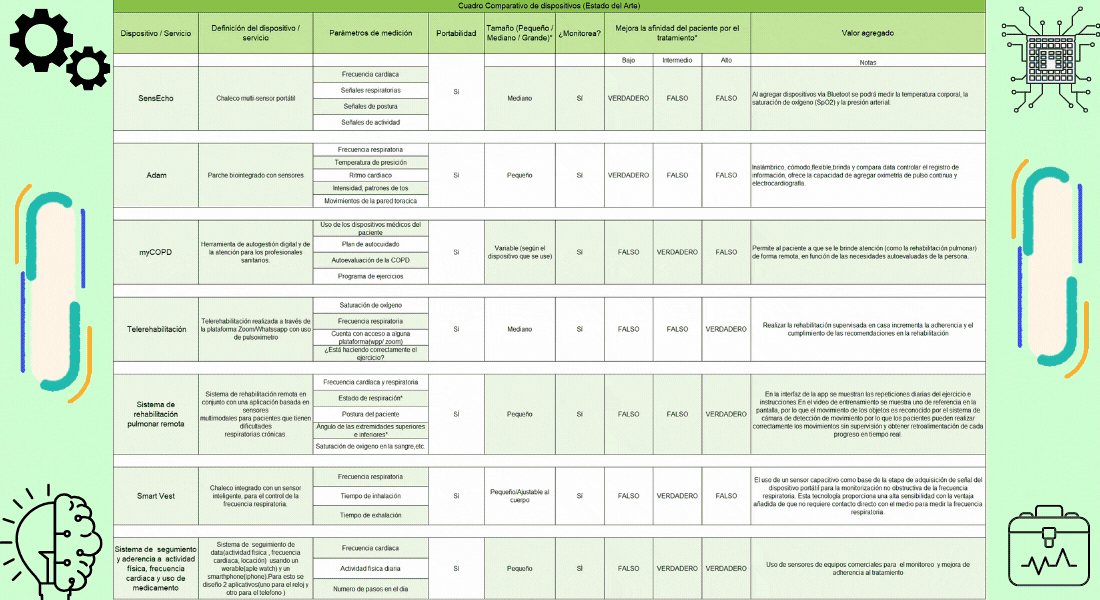 Cuadro Comparativo de dispositivos (Estado del Arte)
Dispositivo / Servicio
Definición del dispositivo /
servicio
Parámetros de medición
Portabilidad
Tamaño (Pequeño /
Mediano / Grande)*
¿Monitorea?
Mejora la afinidad del paciente por el
tratamiento*
Valor agregado
Bajo
Intermedio
Alto
Notas
SensEcho
Chaleco multi-sensor portátil
Frecuencia cardíaca
Señales respiratorias
Señales de postura
Señales de actividad
Sí
Mediano
Sí
VERDADERO
FALSO
FALSO
Al agregar dispositivos vía Bluetoot se podrá medir la temperatura corporal, la
saturación de oxígeno (SpO2) y la presión arterial.
Adam
Parche biointegrado con sensores
Frecuencia respiratoria
Temperatura de presición
Ritmo cardiaco
Intensidad, patrones de tos
Movimientos de la pared toracica
Sí
Pequeño
Sí
VERDADERO
FALSO
FALSO
Inalámbrico, cómodo,flexible,brinda y compara data controlar el registro de
información, ofrece la capacidad de agregar oximetría de pulso continua y
electrocardiografía.
myCOPD
Herramienta de autogestión digital y de
la atención para los profesionales
sanitarios.
Uso de los dispositivos médicos del
paciente
Plan de autocuidado
Autoevaluación de la COPD
Programa de ejercicios
Sí
Variable (según el
dispositivo que se use)
Sí
FALSO
VERDADERO
FALSO
Permite al paciente a que se le brinde atención (como la rehabilitación pulmonar)
de forma remota, en función de las necesidades autoevaluadas de la persona.
Telerehabilitación
Telerehabilitación realizada a través de
la plataforma Zoom/Whatssapp con uso
de pulsoximetro
Saturación de oxígeno
Frecuencia respiratoria
Cuenta con acceso a alguna
plataforma(wpp/ zoom)
¿Está haciendo correctamente el
ejercicio?
Sí
Mediano
Sí
FALSO
FALSO
VERDADERO
Realizar la rehabilitación supervisada en casa incrementa la adherencia y el
cumplimiento de las recomendaciones en la rehabilitación
Sistema de
rehabilitación
pulmonar remota
Sistema de rehabilitación remota en
conjunto con una aplicación basada en
sensores
multimodales para pacientes que tienen
dificultades
respiratorias crónicas.
Frecuencia cardíaca y respiratoria
Estado de respiración*
Postura del paciente
Ángulo de las extremidades superiores
e inferiores*
Saturación de oxigeno en la sangre,etc.
Sí
Pequeño
Sí
FALSO
FALSO
VERDADERO
En la interfaz de la app se muestran las repeticiones diarias del ejercicio e
instrucciones.En el video de entrenamiento se muestra uno de referencia en la
pantalla, por lo que el movimiento de los objetos es reconocido por el sistema de
cámara de detección de movimiento por lo que los pacientes pueden realizar
correctamente los movimientos sin supervisión y obtener retroalimentación de cada
progreso en tiempo real.
Smart Vest
Chaleco integrado con un sensor
inteligente, para el control de la
frecuencia respiratoria.
Frecuencia respiratoria
Tiempo de inhalación
Tiempo de exhalación
Sí
Pequeño/Ajustable al
cuerpo
Sí
FALSO
VERDADERO
FALSO
El uso de un sensor capacitivo como base de la etapa de adquisición de señal del
dispositivo portátil para la monitorización no obstructiva de la frecuencia
respiratoria. Esta tecnología proporciona una alta sensibilidad con la ventaja
añadida de que no requiere contacto directo con el medio para medir la frecuencia
respiratoria.
Sistema de seguimiento
y aderencia a actividad
física, frecuencia
cardiaca y uso de
medicamento
Sistema de seguimiento de
data(actividad física , frecuencia
cardiaca, locación) usando un
werable(aple watch) y un
smartphone(iphone).Para esto se
diseño 2 aplicativos(uno para el reloj y
otro para el telefono )
Frecuencia cardíaca
Actividad física diaria
Numero de pasos en el dia
Sí
Pequeño
Sí
FALSO
VERDADERO
VERDADERO
Uso de sensores de equipos comerciales para el monitoreo y mejora de
adherencia al tratamiento